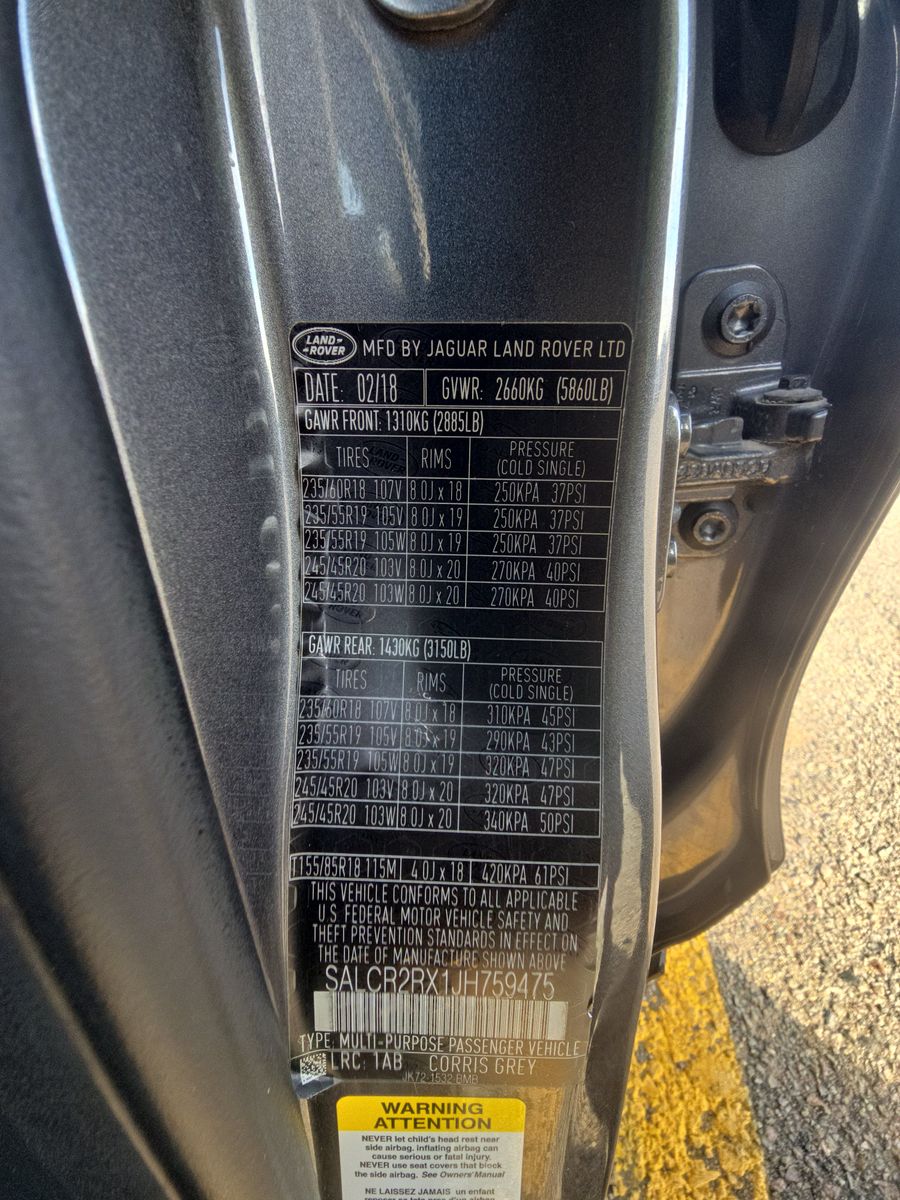 LAND-
-ROVER
MFD BY JAGUAR LAND ROVER LTD
DATE: 02/18 GVWR: 2660KG (5860LB)
GAWR FRONT: 1310KG (2885LB)
TIRES RIMS PRESSURE
(COLD SINGLE)
235/60R18 107V 8.0J x 18 250KPA 37PSI
235/55R19 105V 8.0J x 19 250KPA 37PSI
235/55R19 105W 8.0J x 19 250KPA 37PSI
245/45R20 103V 8.0J x 20 270KPA 40PSI
245/45R20 103W 8.0J x 20 270KPA 40PSI
GAWR REAR: 1430KG (3150LB)
TIRES RIMS PRESSURE
(COLD SINGLE)
235/60R18 107V 8.0J x 18 310KPA 45PSI
235/55R19 105V 8.0J x 19 290KPA 43PSI
235/55R19 105W 8.0J x 19 320KPA 47PSI
245/45R20 103V 8.0J x 20 320KPA 47PSI
245/45R20 103W 8.0J x 20 340KPA 50PSI
T155/85R18 115M 4.0J x 18 420KPA 61PSI
THIS VEHICLE CONFORMS TO ALL APPLICABLE
U.S. FEDERAL MOTOR VEHICLE SAFETY AND
THEFT PREVENTION STANDARDS IN EFFECT ON
THE DATE OF MANUFACTURE SHOWN ABOVE
SALCR2RX1JH759475
TYPE: MULTI-PURPOSE PASSENGER VEHICLE
LRC: 1AB CORRIS GREY
JK72-1532 BMB
WARNING
ATTENTION
NEVER let child's head rest near
side airbag. Inflating airbag can
cause serious or fatal injury.
NEVER use seat covers that block
the side airbag. See Owners' Manual
NE LAISSEZ JAMAIS un enfant